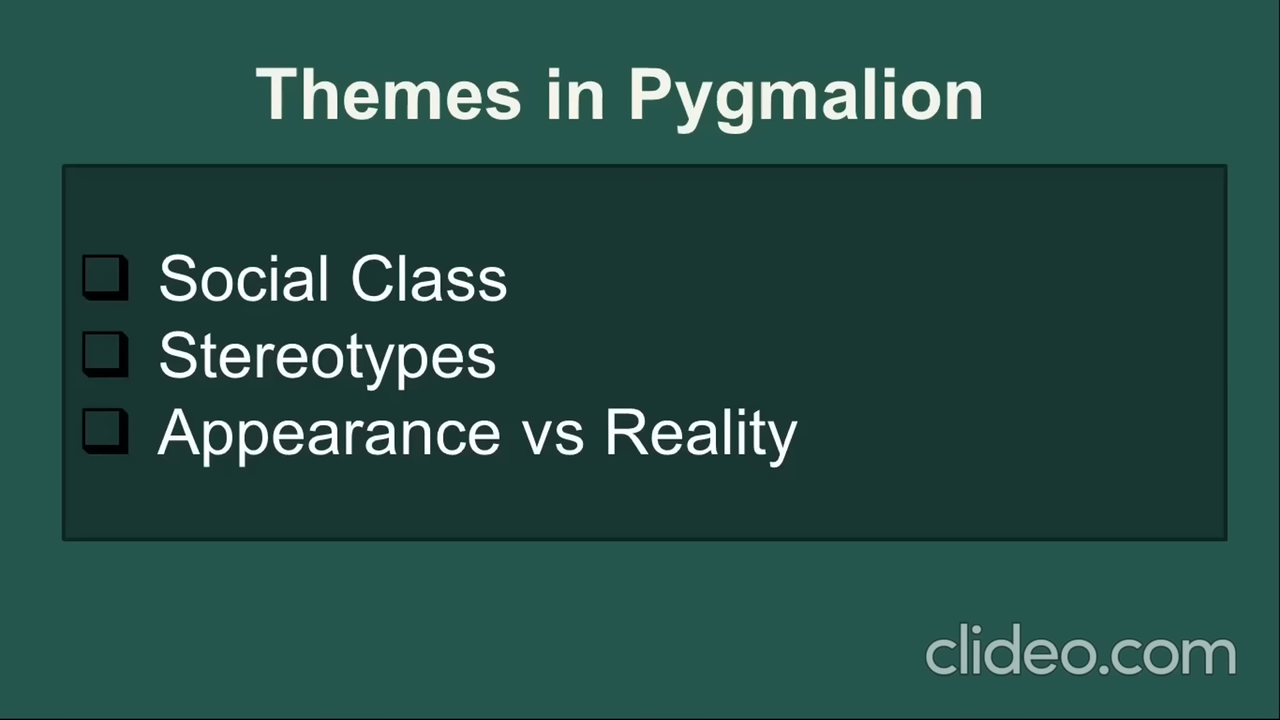 Themes in Pygmalion
Social Class
Stereotypes
Appearance vs Reality
clideo.com